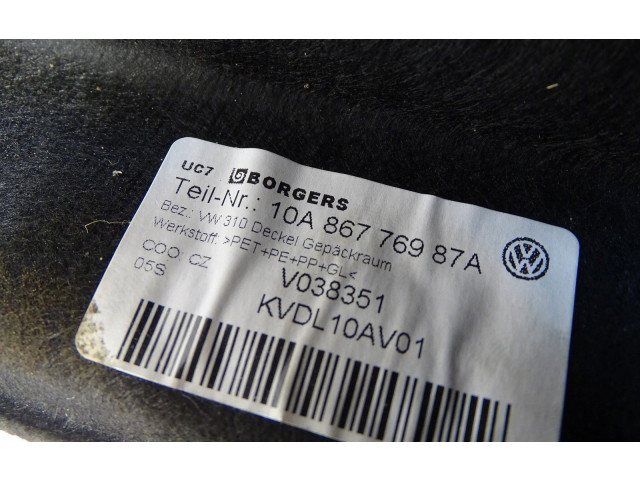 UC7 BORGERS
Teil-Nr.: 10A 867 769 87A
Bez.: VW 310 Deckel Gepäckraum
Werkstoff: >PET+PE+PP+GL<
COO: CZ
05S
V038351
KVDL10AV01